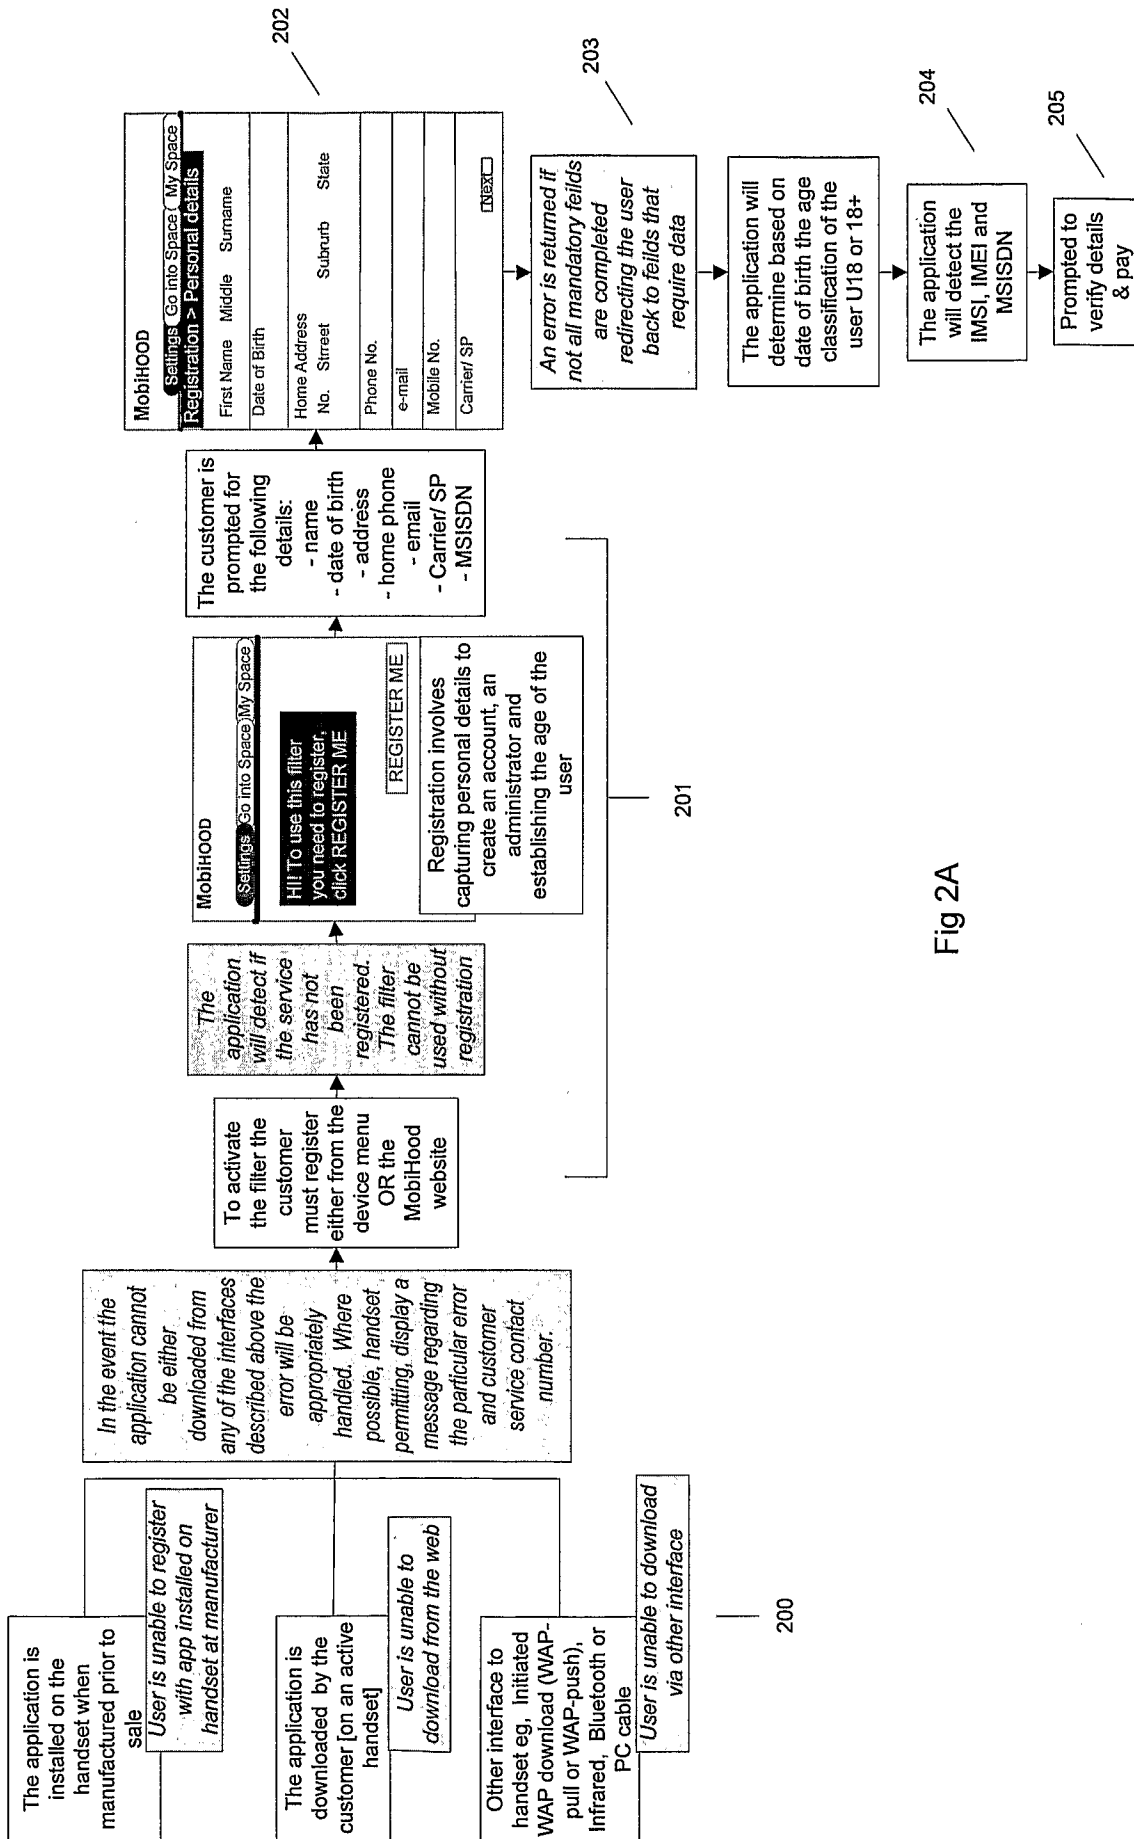 The application is
installed on the
handset when
manufactured prior to
sale
User is unable to register
with app installed on
handset at manufacturer
The application is
downloaded by the
customer [on an active
handset]
User is unable to
download from the web
Other interface to
handset eg, Initiated
WAP download (WAP-
pull or WAP-push),
Infrared, Bluetooth or
PC cable
User is unable to download
via other interface
200
In the event the
application cannot
be either
downloaded from
any of the interfaces
described above the
error will be
appropriately
handled. Where
possible, handset
permitting, display a
message regarding
the particular error
and customer
service contact
number.
To activate
the filter the
customer
must register
either from the
device menu
OR the
MobiHood
website
The
application
will detect if
the service
has not
been
registered.
The filter
cannot be
used without
registration
MobiHOOD
Settings Go into Space My Space
HI! To use this filter
you need to register,
click REGISTER ME
REGISTER ME
Registration involves
capturing personal details to
create an account, an
administrator and
establishing the age of the
user
The customer is
prompted for
the following
details:
- name
- date of birth
- address
- home phone
- email
- Carrier/ SP
- MSISDN
201
MobiHOOD
Settings Go into Space My Space
Registration > Personal details
First Name Middle Surname
Date of Birth
Home Address
No. Strreet Subrurb State
Phone No.
e-mail
Mobile No.
Carrier/ SP
Next
202
An error is returned if
not all mandatory feilds
are completed
redirecting the user
back to feilds that
require data
203
The application will
determine based on
date of birth the age
classification of the
user U18 or 18+
The application
will detect the
IMSI, IMEI and
MSISDN
204
Prompted to
verify details
& pay
205
Fig 2A